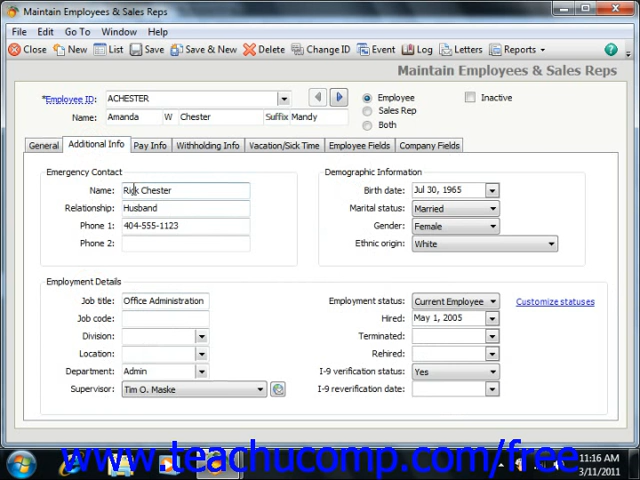 Maintain Employees & Sales Reps
File Edit Go To Window Help
Close New List Save Save & New Delete Change ID Event Log Letters Reports
Maintain Employees & Sales Reps
*Employee ID: ACHESTER Employee Inactive
Name: Amanda W Chester Suffix Mandy Sales Rep
Both
General Additional Info Pay Info Withholding Info Vacation/Sick Time Employee Fields Company Fields
Emergency Contact
Name: Rick Chester
Relationship: Husband
Phone 1: 404-555-1123
Phone 2:
Demographic Information
Birth date: Jul 30, 1965
Marital status: Married
Gender: Female
Ethnic origin: White
Employment Details
Job title: Office Administration
Job code:
Division:
Location:
Department: Admin
Supervisor: Tim O. Maske
Employment status: Current Employee Customize statuses
Hired: May 1, 2005
Terminated:
Rehired:
I-9 verification status: Yes
I-9 reverification date:
www.teachucomp.com/free
11:16 AM
3/11/2011